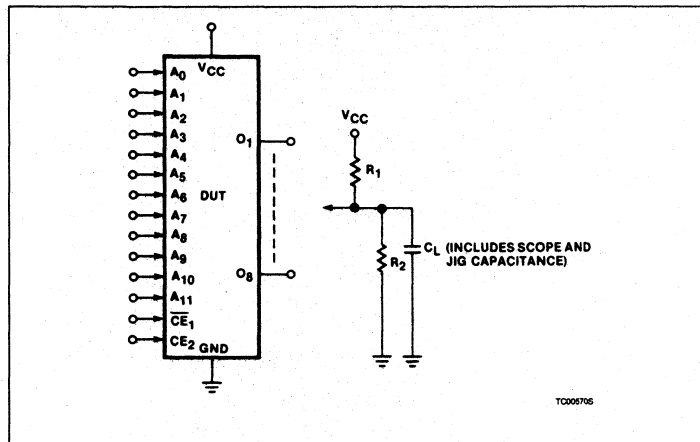 VCC
A0
A1
A2
A3
A4
A5
A6
A7
A8
A9
A10
A11
CE1
CE2
GND
DUT
O1
O8
VCC
R1
R2
CL (INCLUDES SCOPE AND
JIG CAPACITANCE)
TC00570S